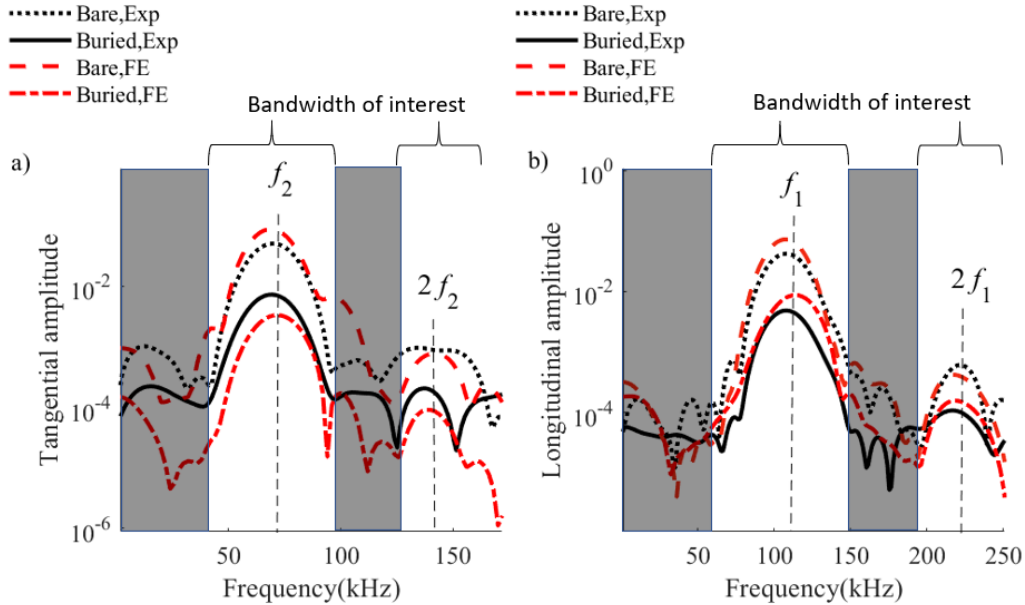 Bare,Exp
Buried,Exp
Bare,FE
Buried,FE
Bandwidth of interest
a)
f₂
2f₂
Tangential amplitude
10⁻²
10⁻⁴
10⁻⁶
50
100
150
Frequency(kHz)
Bare,Exp
Buried,Exp
Bare,FE
Buried,FE
Bandwidth of interest
b)
10⁰
f₁
2f₁
Longitudinal amplitude
10⁻²
10⁻⁴
50
100
150
200
250
Frequency(kHz)